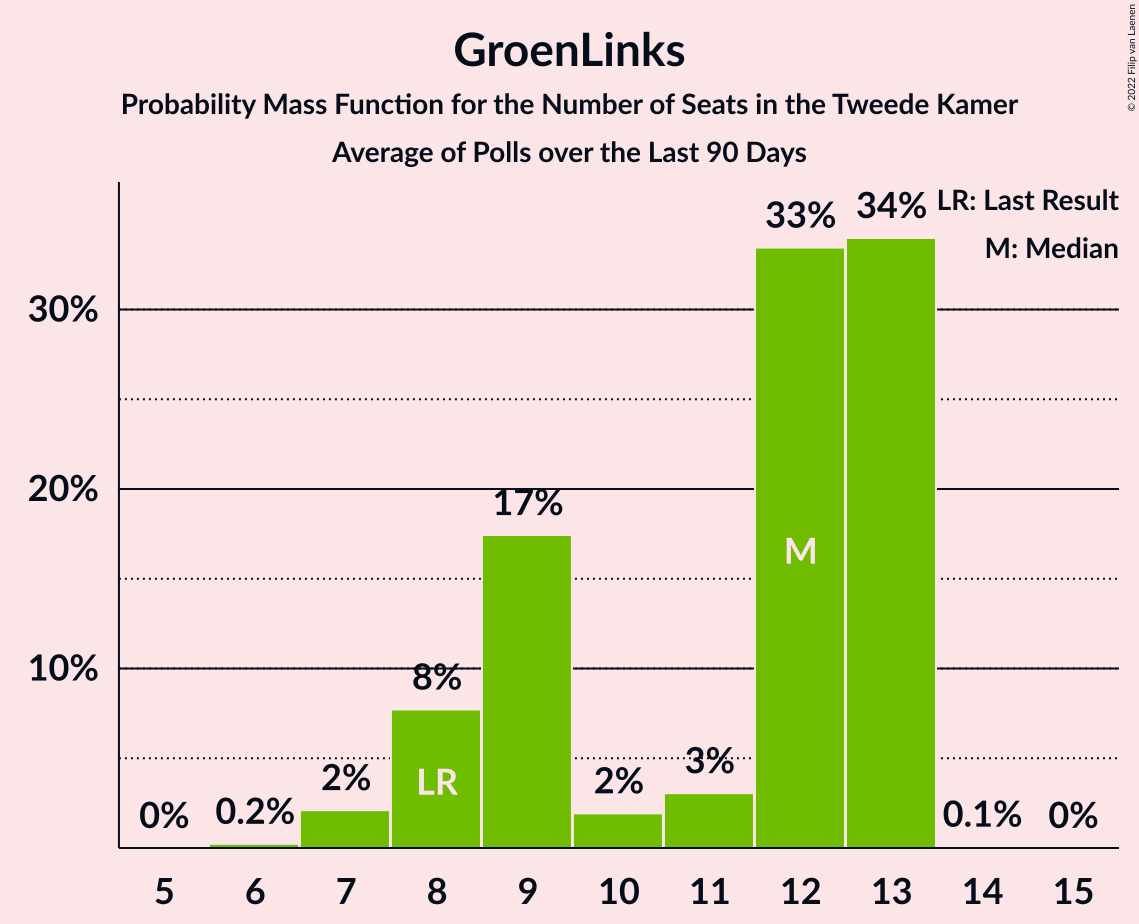 GroenLinks
Probability Mass Function for the Number of Seats in the Tweede Kamer
Average of Polls over the Last 90 Days
© 2022 Filip van Laenen
LR: Last Result
M: Median
30%
20%
10%
0%
0.2%
2%
8%
17%
2%
3%
33%
34%
0.1%
0%
LR
M
5 6 7 8 9 10 11 12 13 14 15